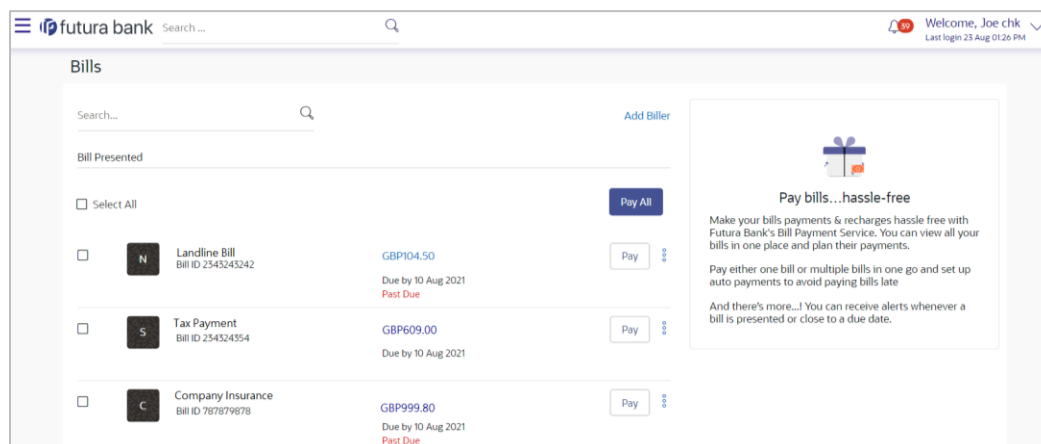 futura bank
Search ...
39
Welcome, Joe chk
Last login 23 Aug 01:26 PM
Bills
Search...
Add Biller
Bill Presented
Select All
Pay All
N
Landline Bill
Bill ID 2343243242
GBP104.50
Due by 10 Aug 2021
Past Due
Pay
S
Tax Payment
Bill ID 234324354
GBP609.00
Due by 10 Aug 2021
Pay
C
Company Insurance
Bill ID 787879878
GBP999.80
Due by 10 Aug 2021
Past Due
Pay
Pay bills...hassle-free
Make your bills payments & recharges hassle free with
Futura Bank's Bill Payment Service. You can view all your
bills in one place and plan their payments.
Pay either one bill or multiple bills in one go and set up
auto payments to avoid paying bills late
And there's more...! You can receive alerts whenever a
bill is presented or close to a due date.